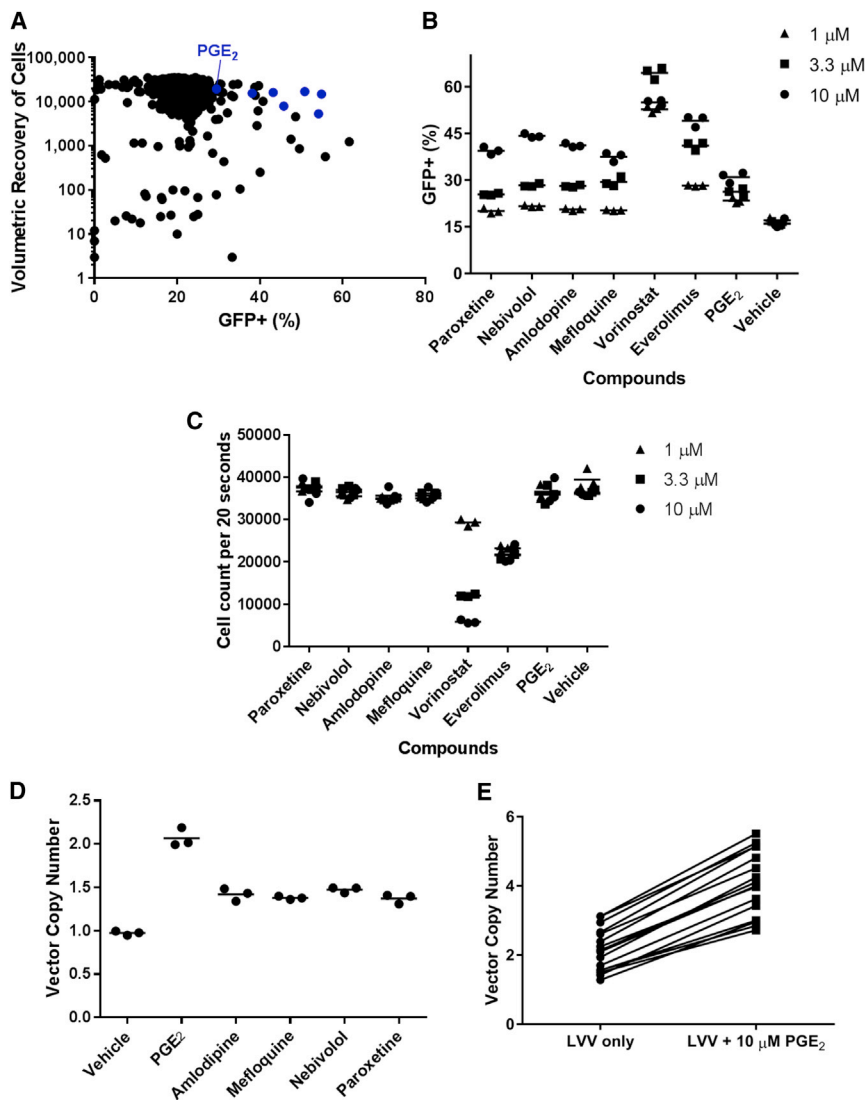 A
Volumetric Recovery of Cells
100,000
10,000
1,000
100
10
1
PGE2
0
20
40
60
80
GFP+ (%)
B
GFP+ (%)
60
45
30
15
0
1 μM
3.3 μM
10 μM
Paroxetine
Nebivolol
Amlodopine
Mefloquine
Vorinostat
Everolimus
PGE2
Vehicle
Compounds
C
Cell count per 20 seconds
50000
40000
30000
20000
10000
0
1 μM
3.3 μM
10 μM
Paroxetine
Nebivolol
Amlodopine
Mefloquine
Vorinostat
Everolimus
PGE2
Vehicle
Compounds
D
Vector Copy Number
2.5
2.0
1.5
1.0
0.5
0.0
Vehicle
PGE2
Amlodipine
Mefloquine
Nebivolol
Paroxetine
E
Vector Copy Number
6
4
2
0
LVV only
LVV + 10 μM PGE2